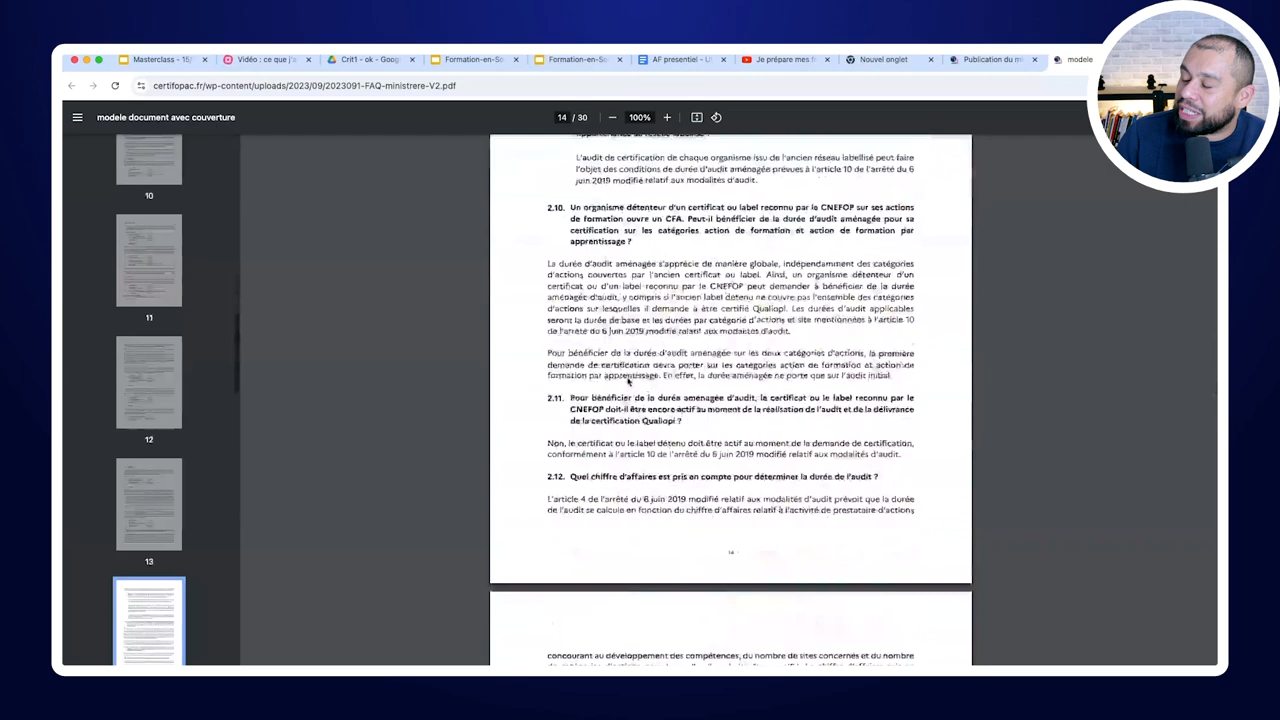 Masterclass - 15/
Vidéo : ce que j'a
Crit1 - ok - Goog
Formation-en-So
Formation-en-So
AF presentiel - U
Je prépare mes f
Nouvel onglet
Publication du m
modele
certifopac.fr/wp-content/uploads/2023/09/2023091-FAQ-ministrere-V2.pdf
modele document avec couverture
14 / 30
100%
10
11
12
13
L'audit de certification de chaque organisme issu de l'ancien réseau labellisé peut faire
l'objet des conditions de durée d'audit aménagées prévues à l'article 10 de l'arrêté du 6
juin 2019 modifié relatif aux modalités d'audit.
2.10. Un organisme détenteur d'un certificat ou label reconnu par le CNEFOP sur ses actions
de formation ouvre un CFA. Peut-il bénéficier de la durée d'audit aménagée pour sa
certification sur les catégories action de formation et action de formation par
apprentissage ?
La durée d'audit aménagée s'apprécie de manière globale, indépendamment des catégories
d'actions couvertes par l'ancien certificat ou label. Ainsi, un organisme détenteur d'un
certificat ou d'un label reconnu par le CNEFOP peut demander à bénéficier de la durée
aménagée d'audit, y compris si l'ancien label détenu ne couvre pas l'ensemble des catégories
d'actions sur lesquelles il demande à être certifié Qualiopi. Les durées d'audit applicables
seront la durée de base et les durées par catégorie d'actions et site mentionnées à l'article 10
de l'arrêté du 6 juin 2019 modifié relatif aux modalités d'audit.
Pour bénéficier de la durée d'audit aménagée sur les deux catégories d'actions, la première
demande de certification devra porter sur les catégories action de formation et action de
formation par apprentissage. En effet, la durée aménagée ne porte que sur l'audit initial.
2.11. Pour bénéficier de la durée aménagée d'audit, le certificat ou le label reconnu par le
CNEFOP doit-il être encore actif au moment de la réalisation de l'audit et de la délivrance
de la certification Qualiopi ?
Non, le certificat ou le label détenu doit être actif au moment de la demande de certification,
conformément à l'article 10 de l'arrêté du 6 juin 2019 modifié relatif aux modalités d'audit.
2.12. Quel chiffre d'affaires est pris en compte pour déterminer la durée de l'audit ?
L'article 4 de l'arrêté du 6 juin 2019 modifié relatif aux modalités d'audit prévoit que la durée
de l'audit se calcule en fonction du chiffre d'affaires relatif à l'activité de prestataire d'actions
14
concourant au développement des compétences, du nombre de sites concernés et du nombre